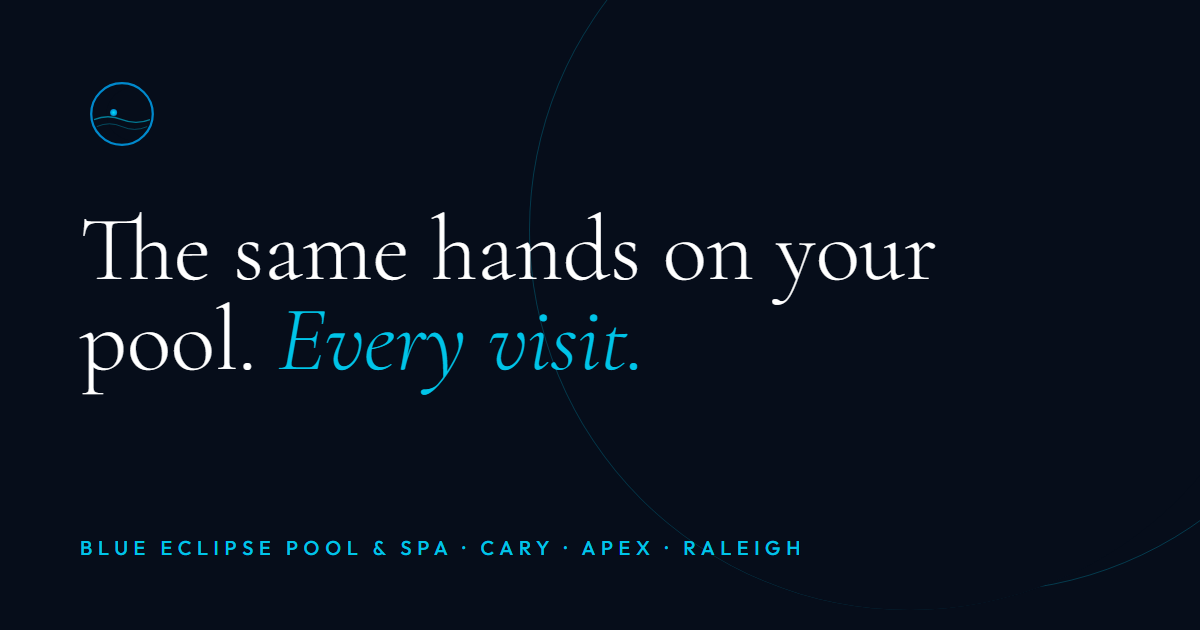 The same hands on your
pool. Every visit.
BLUE ECLIPSE POOL & SPA · CARY · APEX · RALEIGH